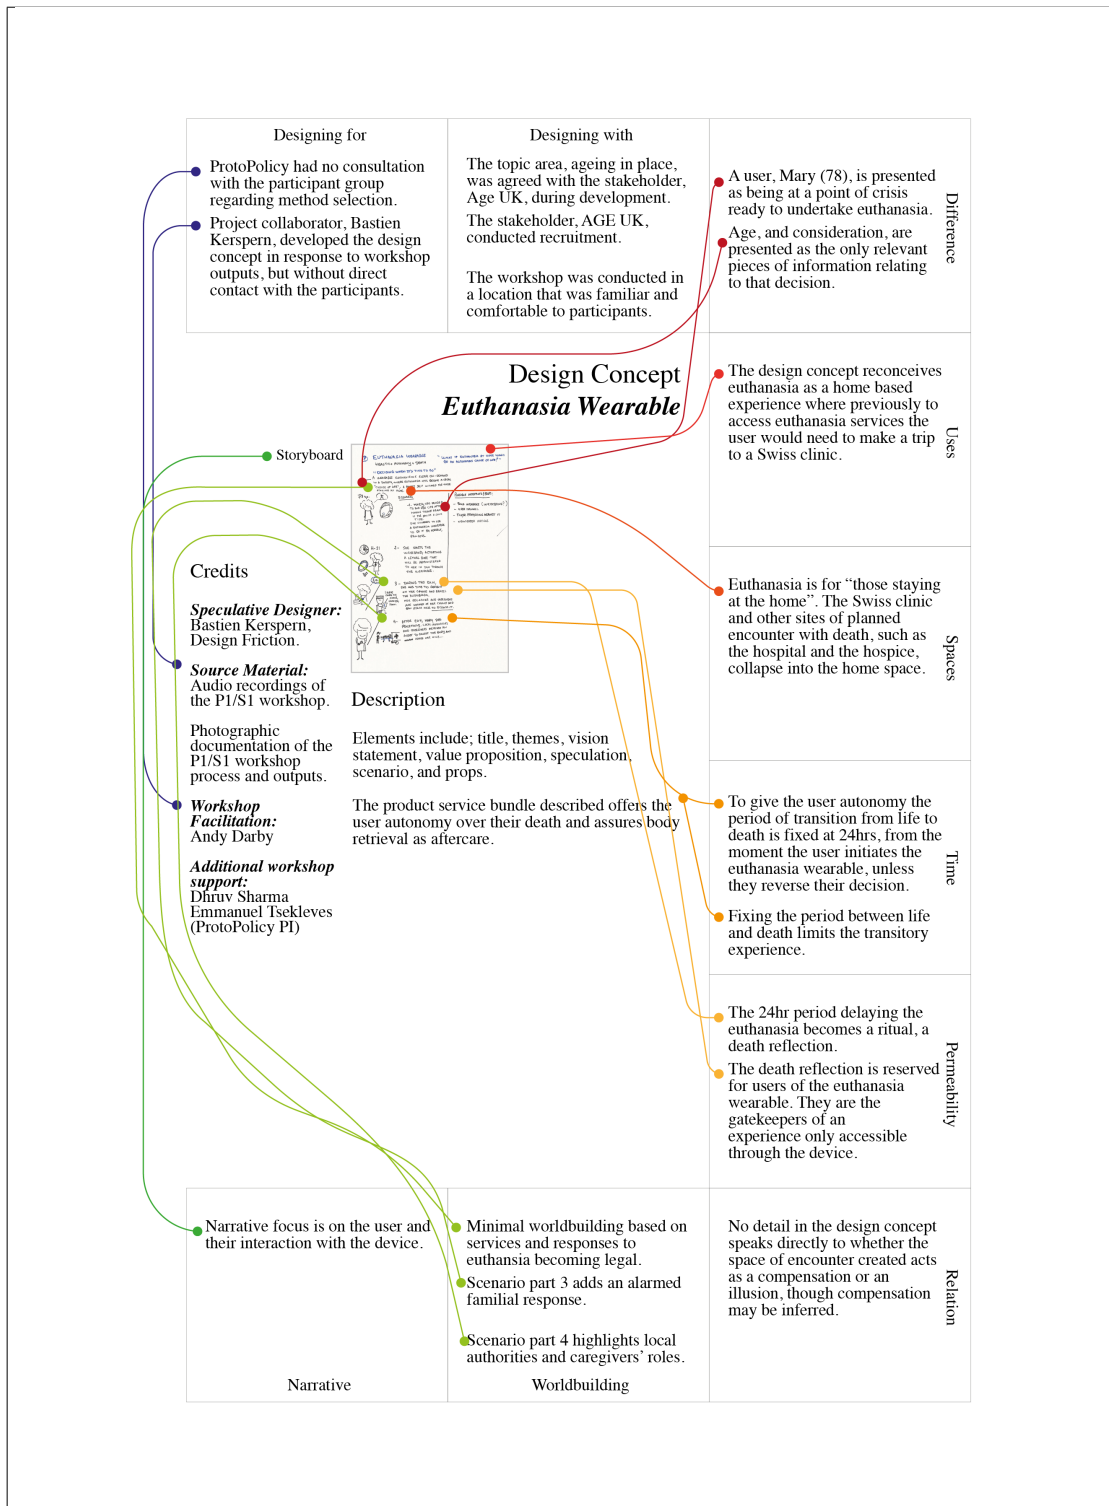 Designing for
ProtoPolicy had no consultation
with the participant group
regarding method selection.
Project collaborator, Bastien
Kerspern, developed the design
concept in response to workshop
outputs, but without direct
contact with the participants.
Designing with
The topic area, ageing in place,
was agreed with the stakeholder,
Age UK, during development.
The stakeholder, AGE UK,
conducted recruitment.
The workshop was conducted in
a location that was familiar and
comfortable to participants.
A user, Mary (78), is presented
as being at a point of crisis
ready to undertake euthanasia.
Age, and consideration, are
presented as the only relevant
pieces of information relating
to that decision.
Difference
Design Concept
Euthanasia Wearable
The design concept reconceives
euthanasia as a home based
experience where previously to
access euthanasia services the
user would need to make a trip
to a Swiss clinic.
Uses
Storyboard
EUTHANASIA WEARABLE
Euthanasia is for “those staying
at the home”. The Swiss clinic
and other sites of planned
encounter with death, such as
the hospital and the hospice,
collapse into the home space.
Spaces
Credits
Speculative Designer:
Bastien Kerspern,
Design Friction.
Source Material:
Audio recordings of
the P1/S1 workshop.
Photographic
documentation of the
P1/S1 workshop
process and outputs.
Workshop
Facilitation:
Andy Darby
Additional workshop
support:
Dhruv Sharma
Emmanuel Tsekleves
(ProtoPolicy PI)
Description
Elements include; title, themes, vision
statement, value proposition, speculation,
scenario, and props.
The product service bundle described offers the
user autonomy over their death and assures body
retrieval as aftercare.
To give the user autonomy the
period of transition from life to
death is fixed at 24hrs, from the
moment the user initiates the
euthanasia wearable, unless
they reverse their decision.
Fixing the period between life
and death limits the transitory
experience.
Time
The 24hr period delaying the
euthanasia becomes a ritual, a
death reflection.
The death reflection is reserved
for users of the euthanasia
wearable. They are the
gatekeepers of an
experience only accessible
through the device.
Permeability
Narrative focus is on the user and
their interaction with the device.
Narrative
Minimal worldbuilding based on
services and responses to
euthansia becoming legal.
Scenario part 3 adds an alarmed
familial response.
Scenario part 4 highlights local
authorities and caregivers’ roles.
Worldbuilding
No detail in the design concept
speaks directly to whether the
space of encounter created acts
as a compensation or an
illusion, though compensation
may be inferred.
Relation